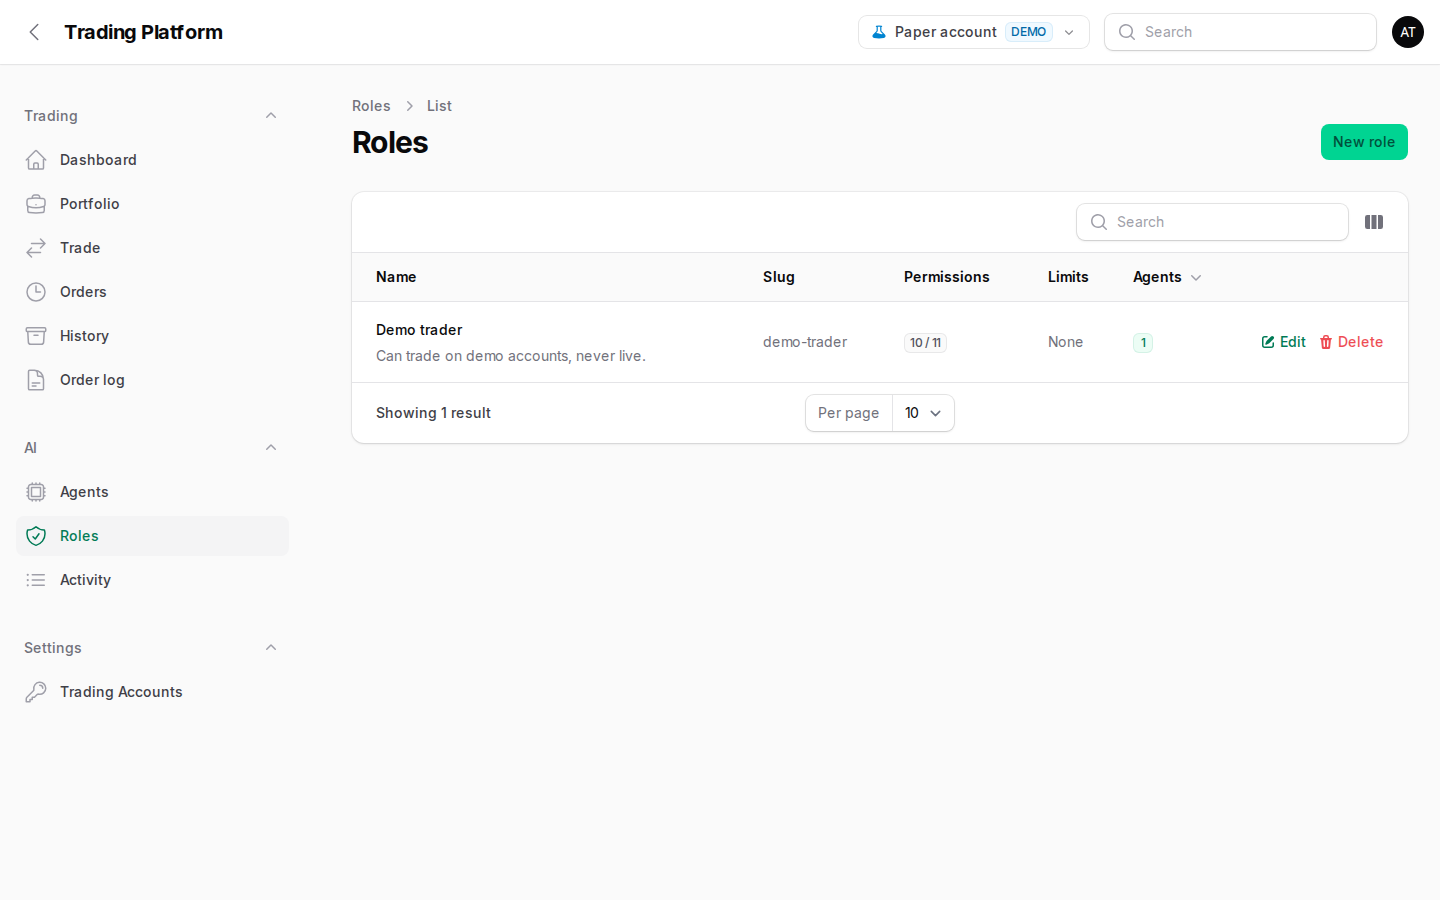 Trading Platform
Paper account DEMO
Search
AT
Trading
Dashboard
Portfolio
Trade
Orders
History
Order log
AI
Agents
Roles
Activity
Settings
Trading Accounts
Roles > List
Roles
New role
Search
Name Slug Permissions Limits Agents
Demo trader
Can trade on demo accounts, never live.
demo-trader 10 / 11 None 1 Edit Delete
Showing 1 result
Per page 10